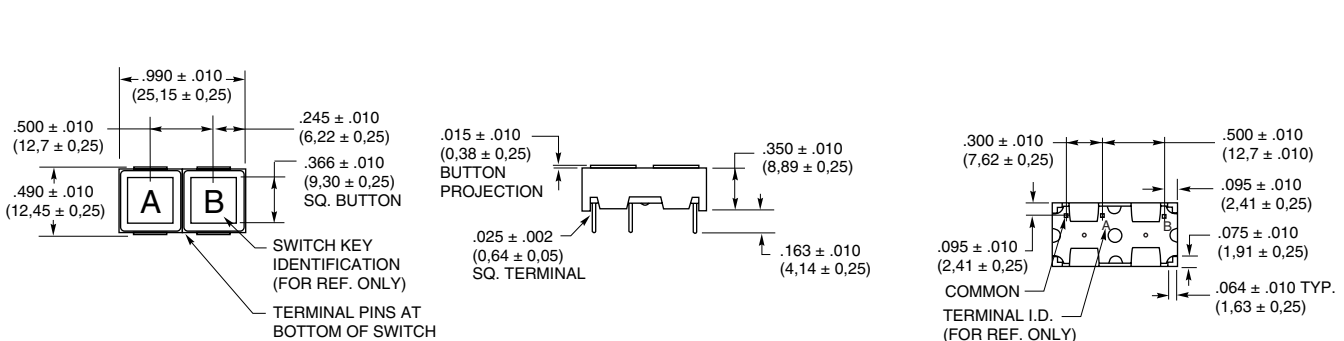 .990 ± .010
(25,15 ± 0,25)
.500 ± .010
(12,7 ± 0,25)
.245 ± .010
(6,22 ± 0,25)
.366 ± .010
(9,30 ± 0,25)
SQ. BUTTON
.490 ± .010
(12,45 ± 0,25)
A
B
SWITCH KEY
IDENTIFICATION
(FOR REF. ONLY)
TERMINAL PINS AT
BOTTOM OF SWITCH
.015 ± .010
(0,38 ± 0,25)
BUTTON
PROJECTION
.350 ± .010
(8,89 ± 0,25)
.025 ± .002
(0,64 ± 0,05)
SQ. TERMINAL
.163 ± .010
(4,14 ± 0,25)
.300 ± .010
(7,62 ± 0,25)
.500 ± .010
(12,7 ± .010)
.095 ± .010
(2,41 ± 0,25)
A
B
.095 ± .010
(2,41 ± 0,25)
.075 ± .010
(1,91 ± 0,25)
COMMON
TERMINAL I.D.
(FOR REF. ONLY)
.064 ± .010 TYP.
(1,63 ± 0,25)